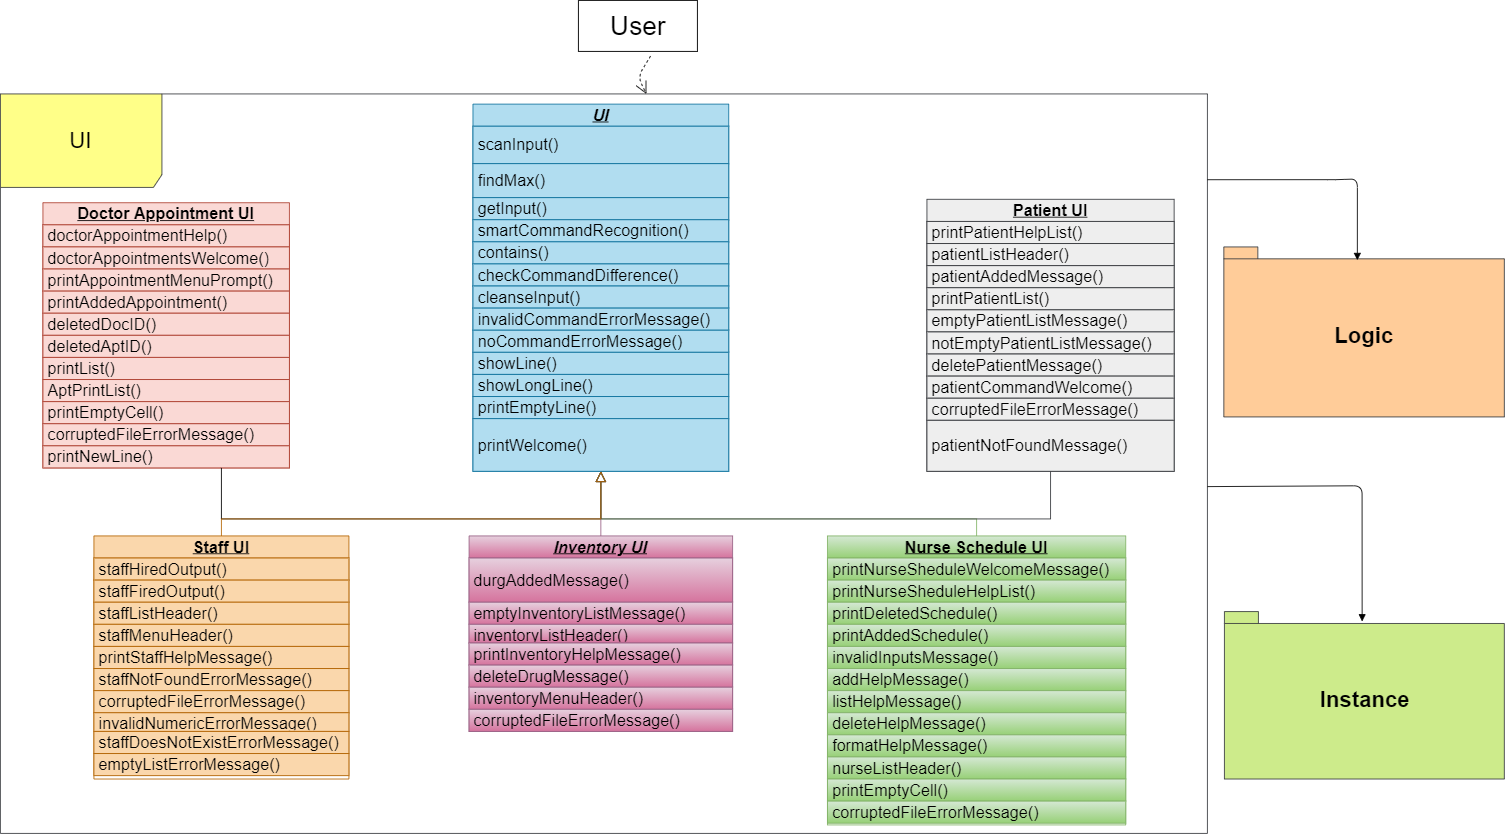 User
UI
UI
scanInput()
findMax()
getInput()
smartCommandRecognition()
contains()
checkCommandDifference()
cleanseInput()
invalidCommandErrorMessage()
noCommandErrorMessage()
showLine()
showLongLine()
printEmptyLine()
printWelcome()
Doctor Appointment UI
doctorAppointmentHelp()
doctorAppointmentsWelcome()
printAppointmentMenuPrompt()
printAddedAppointment()
deletedDocID()
deletedAptID()
printList()
AptPrintList()
printEmptyCell()
corruptedFileErrorMessage()
printNewLine()
Patient UI
printPatientHelpList()
patientListHeader()
patientAddedMessage()
printPatientList()
emptyPatientListMessage()
notEmptyPatientListMessage()
deletePatientMessage()
patientCommandWelcome()
corruptedFileErrorMessage()
patientNotFoundMessage()
Logic
Staff UI
staffHiredOutput()
staffFiredOutput()
staffListHeader()
staffMenuHeader()
printStaffHelpMessage()
staffNotFoundErrorMessage()
corruptedFileErrorMessage()
invalidNumericErrorMessage()
staffDoesNotExistErrorMessage()
emptyListErrorMessage()
Inventory UI
durgAddedMessage()
emptyInventoryListMessage()
inventoryListHeader()
printInventoryHelpMessage()
deleteDrugMessage()
inventoryMenuHeader()
corruptedFileErrorMessage()
Nurse Schedule UI
printNurseSheduleWelcomeMessage()
printNurseSheduleHelpList()
printDeletedSchedule()
printAddedSchedule()
invalidInputsMessage()
addHelpMessage()
listHelpMessage()
deleteHelpMessage()
formatHelpMessage()
nurseListHeader()
printEmptyCell()
corruptedFileErrorMessage()
Instance